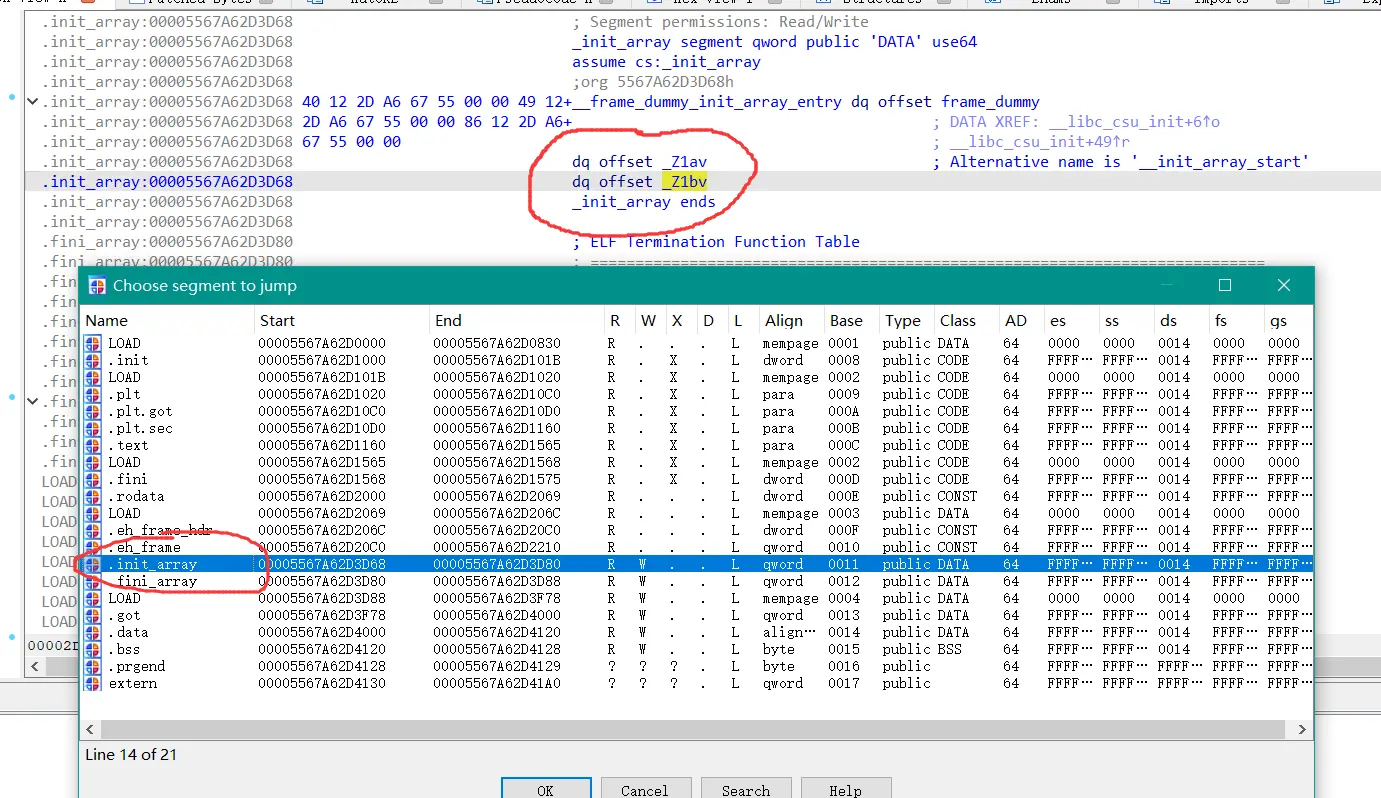 .init_array:00005567A62D3D68 ; Segment permissions: Read/Write
.init_array:00005567A62D3D68 _init_array segment qword public 'DATA' use64
.init_array:00005567A62D3D68 assume cs:_init_array
.init_array:00005567A62D3D68 ;org 5567A62D3D68h
.init_array:00005567A62D3D68 40 12 2D A6 67 55 00 00 49 12+__frame_dummy_init_array_entry dq offset frame_dummy
.init_array:00005567A62D3D68 2D A6 67 55 00 00 86 12 2D A6+ ; DATA XREF: __libc_csu_init+6↑o
.init_array:00005567A62D3D68 67 55 00 00 ; __libc_csu_init+49↑r
.init_array:00005567A62D3D68 dq offset _Z1av ; Alternative name is '__init_array_start'
.init_array:00005567A62D3D68 dq offset _Z1bv
.init_array:00005567A62D3D68 _init_array ends
.init_array:00005567A62D3D68
.fini_array:00005567A62D3D80 ; ELF Termination Function Table
.fini_array:00005567A62D3D80 ; ===========================================================================
.fin
.fin
.fin
.fin
.fin
.fin
.fin
.fin
.fin
.fin
LOAD
LOAD
LOAD
LOAD
LOAD
LOAD
LOAD
LOAD
00002D
Choose segment to jump
Name Start End R W X D L Align Base Type Class AD es ss ds fs gs
LOAD 00005567A62D0000 00005567A62D0830 R . . . L mempage 0001 public DATA 64 0000 0000 0014 0000 0000
.init 00005567A62D1000 00005567A62D101B R . X . L dword 0008 public CODE 64 FFFF… FFFF… 0014 FFFF… FFFF…
LOAD 00005567A62D101B 00005567A62D1020 R . X . L mempage 0002 public CODE 64 0000 0000 0014 0000 0000
.plt 00005567A62D1020 00005567A62D10C0 R . X . L para 0009 public CODE 64 FFFF… FFFF… 0014 FFFF… FFFF…
.plt.got 00005567A62D10C0 00005567A62D10D0 R . X . L para 000A public CODE 64 FFFF… FFFF… 0014 FFFF… FFFF…
.plt.sec 00005567A62D10D0 00005567A62D1160 R . X . L para 000B public CODE 64 FFFF… FFFF… 0014 FFFF… FFFF…
.text 00005567A62D1160 00005567A62D1565 R . X . L para 000C public CODE 64 FFFF… FFFF… 0014 FFFF… FFFF…
LOAD 00005567A62D1565 00005567A62D1568 R . X . L mempage 0002 public CODE 64 0000 0000 0014 0000 0000
.fini 00005567A62D1568 00005567A62D1575 R . X . L dword 000D public CODE 64 FFFF… FFFF… 0014 FFFF… FFFF…
.rodata 00005567A62D2000 00005567A62D2069 R . . . L dword 000E public CONST 64 FFFF… FFFF… 0014 FFFF… FFFF…
LOAD 00005567A62D2069 00005567A62D206C R . . . L mempage 0003 public DATA 64 0000 0000 0014 0000 0000
.eh_frame_hdr 00005567A62D206C 00005567A62D20C0 R . . . L dword 000F public CONST 64 FFFF… FFFF… 0014 FFFF… FFFF…
.eh_frame 00005567A62D20C0 00005567A62D2210 R . . . L qword 0010 public CONST 64 FFFF… FFFF… 0014 FFFF… FFFF…
.init_array 00005567A62D3D68 00005567A62D3D80 R W . . L qword 0011 public DATA 64 FFFF… FFFF… 0014 FFFF… FFFF…
.fini_array 00005567A62D3D80 00005567A62D3D88 R W . . L qword 0012 public DATA 64 FFFF… FFFF… 0014 FFFF… FFFF…
LOAD 00005567A62D3D88 00005567A62D3F78 R W . . L mempage 0004 public DATA 64 0000 0000 0014 0000 0000
.got 00005567A62D3F78 00005567A62D4000 R W . . L qword 0013 public DATA 64 FFFF… FFFF… 0014 FFFF… FFFF…
.data 00005567A62D4000 00005567A62D4120 R W . . L align… 0014 public DATA 64 FFFF… FFFF… 0014 FFFF… FFFF…
.bss 00005567A62D4120 00005567A62D4128 R W . . L byte 0015 public BSS 64 FFFF… FFFF… 0014 FFFF… FFFF…
.prgend 00005567A62D4128 00005567A62D4129 ? ? ? . L byte 0016 public 64 FFFF… FFFF… FFFF… FFFF… FFFF…
extern 00005567A62D4130 00005567A62D41A0 ? ? ? . L qword 0017 public 64 FFFF… FFFF… FFFF… FFFF… FFFF…
Line 14 of 21
OK Cancel Search Help